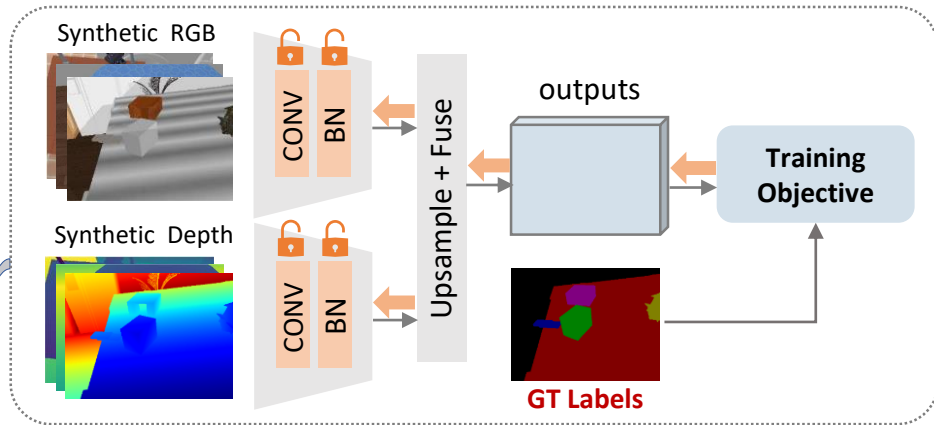 Synthetic RGB
CONV
BN
Synthetic Depth
CONV
BN
Upsample + Fuse
outputs
Training
Objective
GT Labels